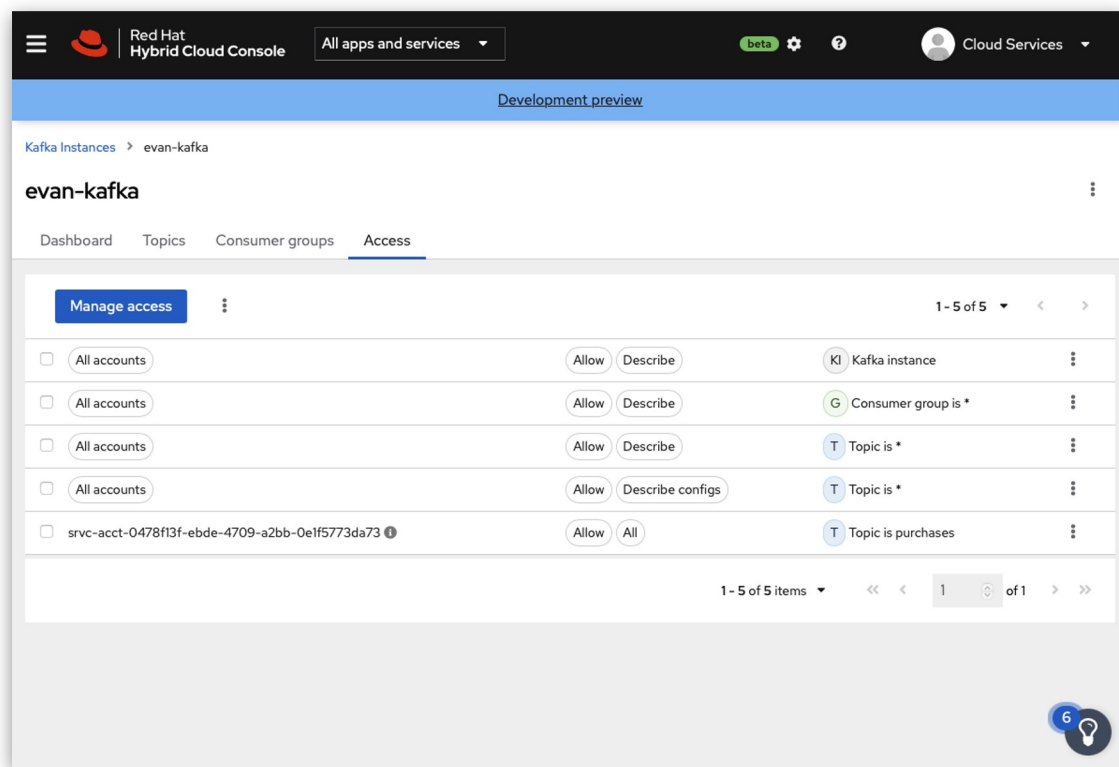 Red Hat
Hybrid Cloud Console
All apps and services
beta
Cloud Services
Development preview
Kafka Instances > evan-kafka
evan-kafka
Dashboard Topics Consumer groups Access
Manage access 1 - 5 of 5
All accounts Allow Describe KI Kafka instance
All accounts Allow Describe G Consumer group is *
All accounts Allow Describe T Topic is *
All accounts Allow Describe configs T Topic is *
srvc-acct-0478f13f-ebde-4709-a2bb-0e1f5773da73 Allow All T Topic is purchases
1 - 5 of 5 items 1 of 1
6